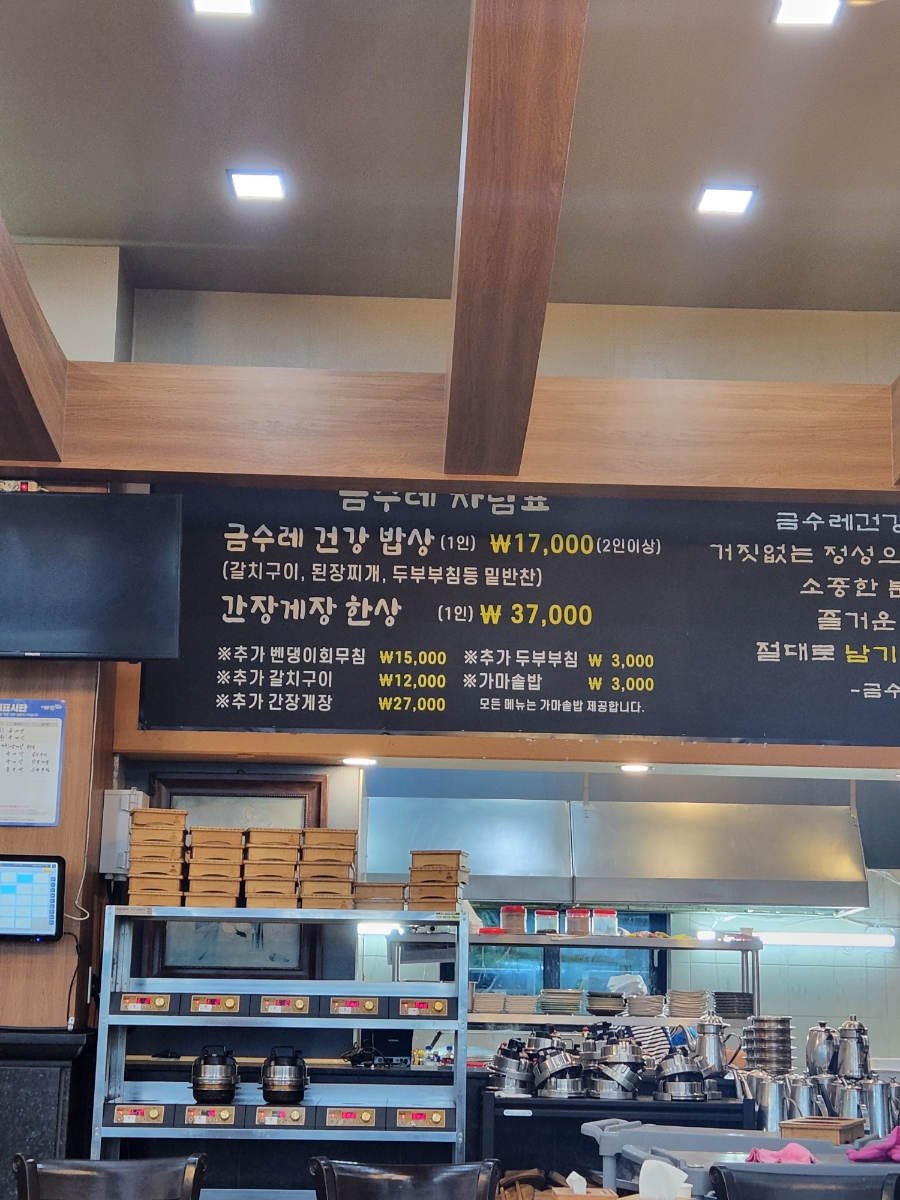 금수레 차림표
금수레 건강 밥상 (1인) ₩17,000 (2인이상)
(갈치구이, 된장찌개, 두부부침등 밑반찬)
간장게장 한상 (1인) ₩ 37,000
※추가 벤댕이회무침 ₩15,000 ※추가 두부부침 ₩ 3,000
※추가 갈치구이 ₩12,000 ※가마솥밥 ₩ 3,000
※추가 간장게장 ₩27,000 모든 메뉴는 가마솥밥 제공합니다.
금수레건강
거짓없는 정성으
소중한
즐거운
절대로 남기
-금수